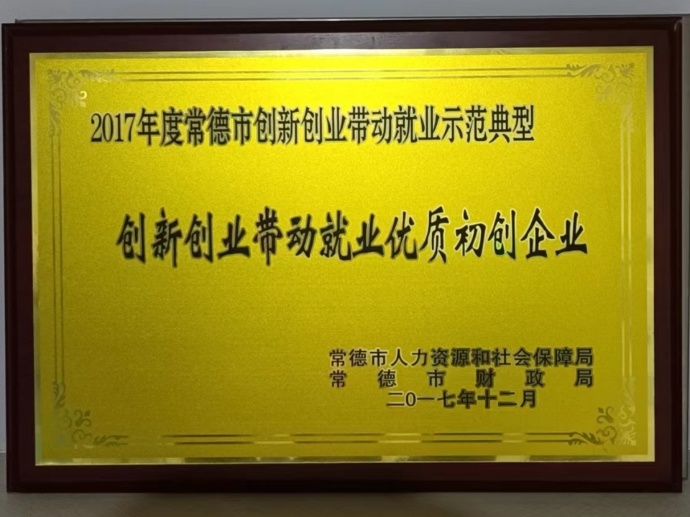 2017年度常德市创新创业带动就业示范典型
创新创业带动就业优质初创企业
常德市人力资源和社会保障局
常德市财政局
二〇一七年十二月